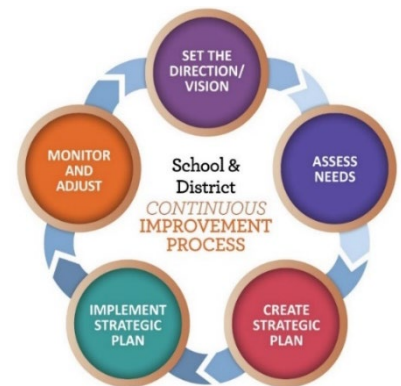 SET THE
DIRECTION/
VISION
ASSESS
NEEDS
CREATE
STRATEGIC
PLAN
IMPLEMENT
STRATEGIC
PLAN
MONITOR
AND
ADJUST
School &
District
CONTINUOUS
IMPROVEMENT
PROCESS